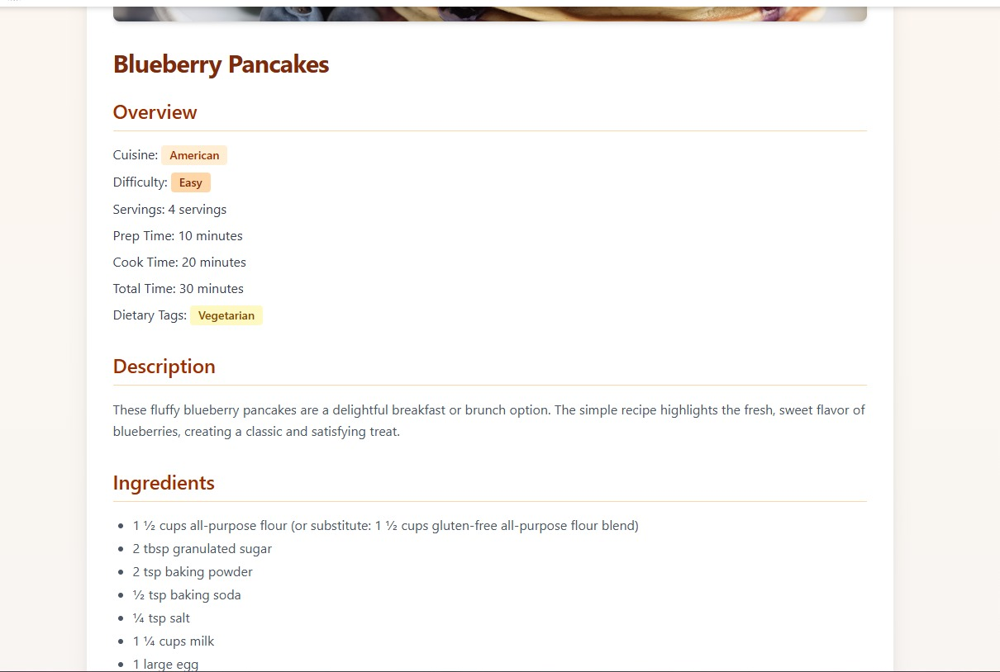 Blueberry Pancakes
Overview
Cuisine: American
Difficulty: Easy
Servings: 4 servings
Prep Time: 10 minutes
Cook Time: 20 minutes
Total Time: 30 minutes
Dietary Tags: Vegetarian
Description
These fluffy blueberry pancakes are a delightful breakfast or brunch option. The simple recipe highlights the fresh, sweet flavor of
blueberries, creating a classic and satisfying treat.
Ingredients
• 1 ½ cups all-purpose flour (or substitute: 1 ½ cups gluten-free all-purpose flour blend)
• 2 tbsp granulated sugar
• 2 tsp baking powder
• ½ tsp baking soda
• ¼ tsp salt
• 1 ¼ cups milk
• 1 large egg